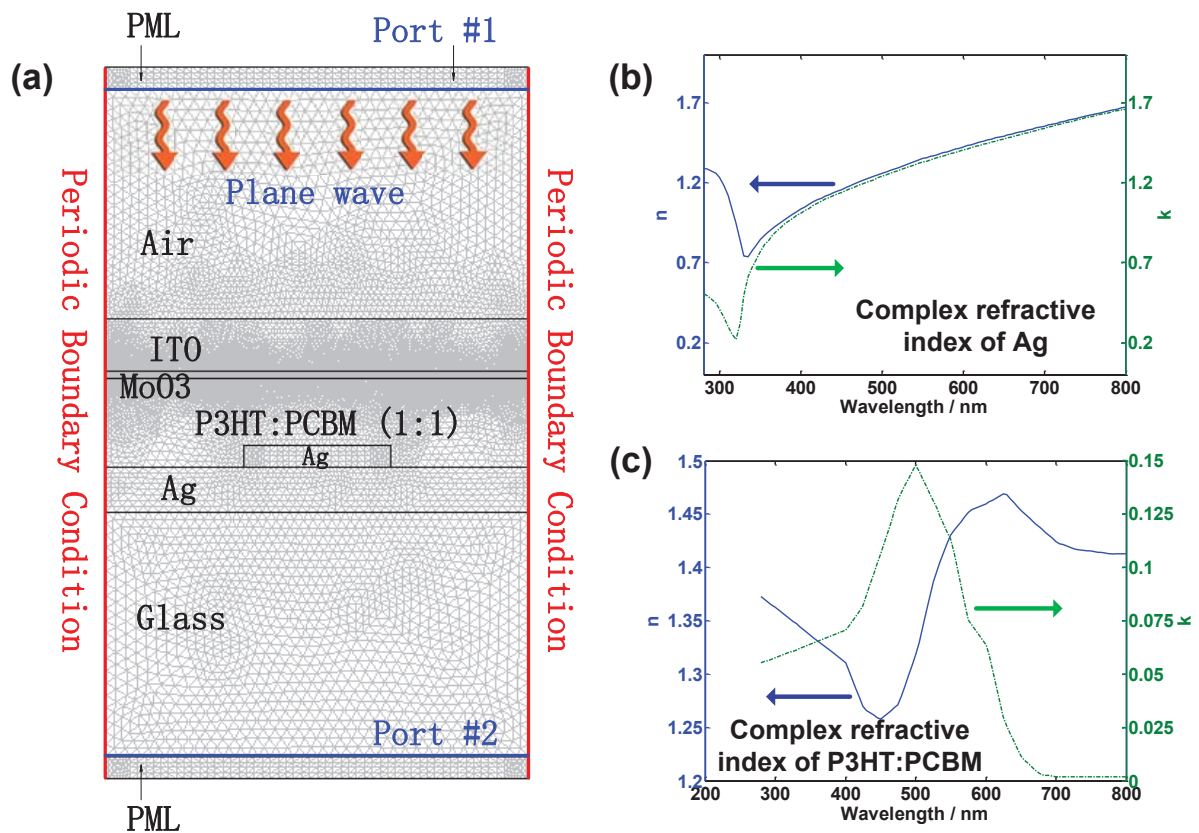 (a)
PML
Port #1
Plane wave
Air
ITO
MoO3
P3HT:PCBM (1:1)
Ag
Ag
Glass
Port #2
PML
Periodic Boundary Condition
Periodic Boundary Condition
(b)
1.7
1.2
0.7
0.2
n
1.7
1.2
0.7
0.2
k
Complex refractive
index of Ag
300 400 500 600 700 800
Wavelength / nm
(c)
1.5
1.45
1.4
1.35
1.3
1.25
1.2
n
0.15
0.125
0.1
0.075
0.05
0.025
0
k
Complex refractive
index of P3HT:PCBM
200 300 400 500 600 700 800
Wavelength / nm